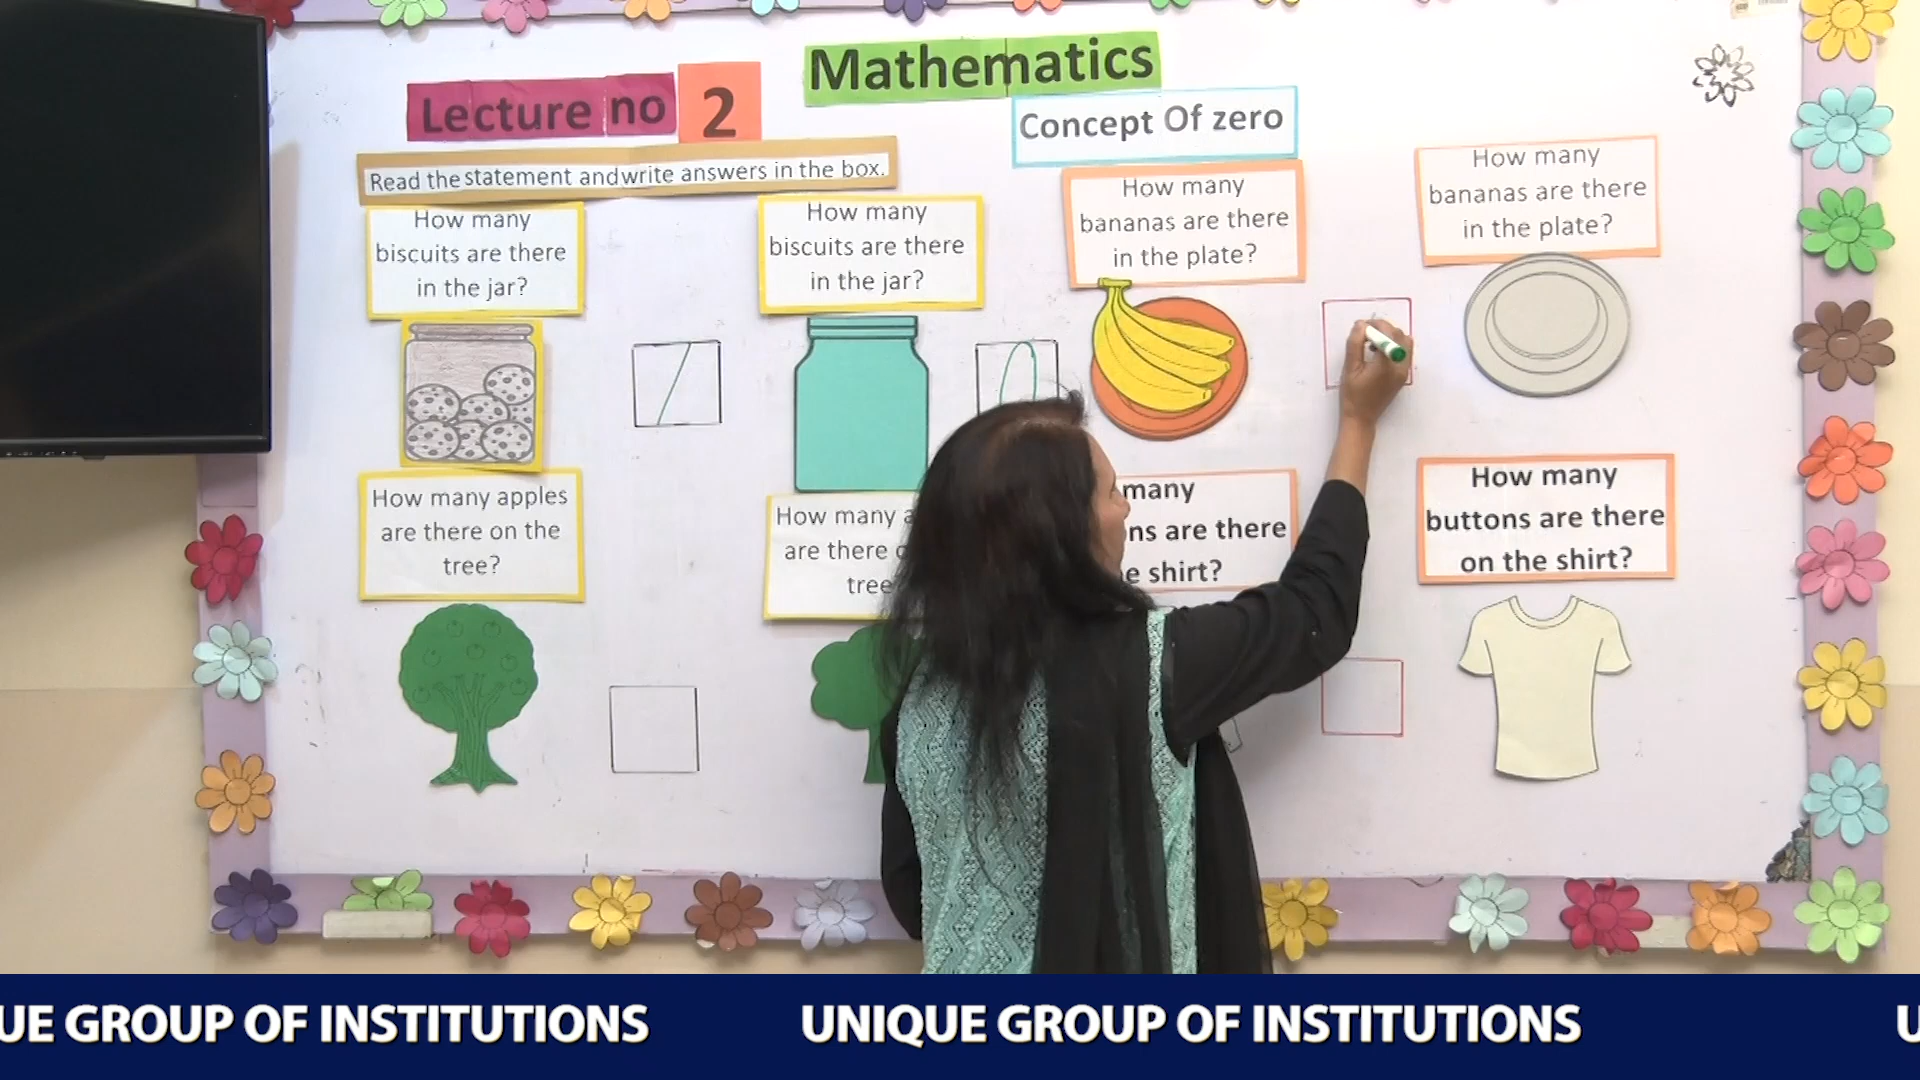 Mathematics
Lecture no 2
Concept Of zero
Read the statement and write answers in the box.
How many
biscuits are there
in the jar?
7
How many
biscuits are there
in the jar?
0
How many
bananas are there
in the plate?
How many
bananas are there
in the plate?
How many apples
are there on the
tree?
How many
are there
tree
many
ns are there
e shirt?
How many
buttons are there
on the shirt?
UE GROUP OF INSTITUTIONS
UNIQUE GROUP OF INSTITUTIONS
U